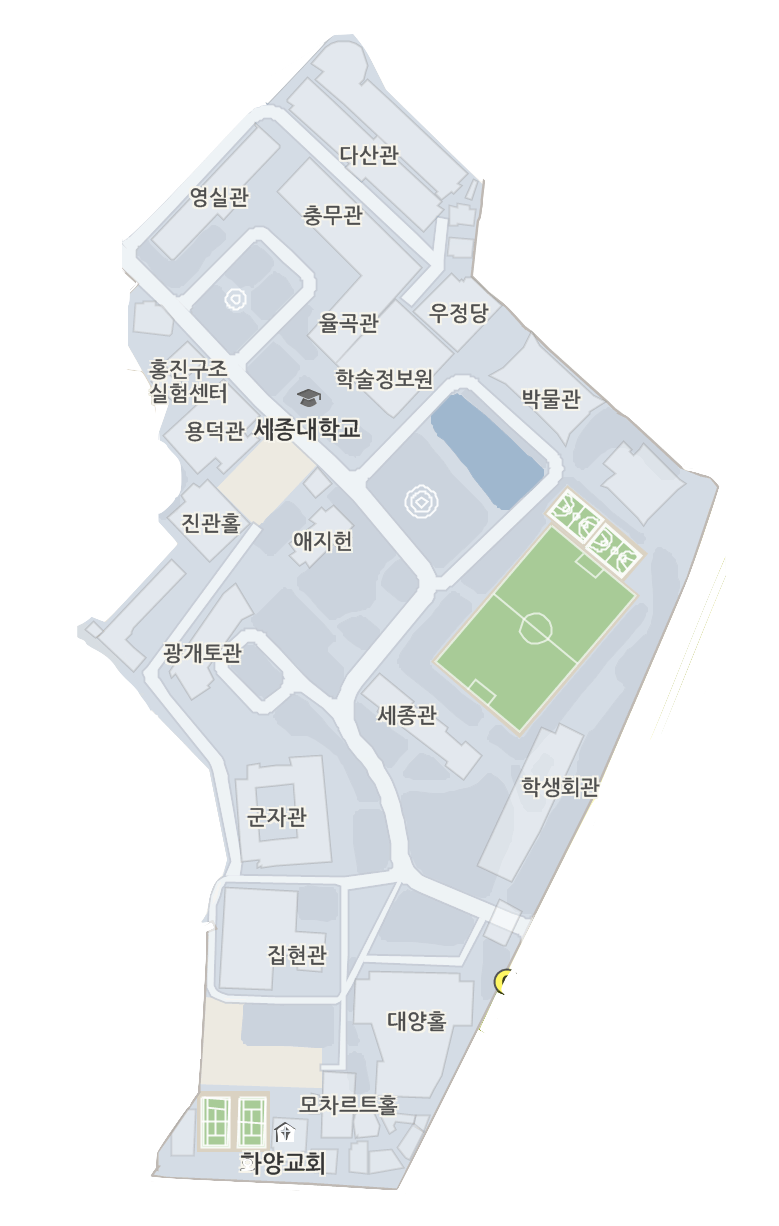 다산관
영실관
충무관
우정당
율곡관
홍진구조
실험센터
학술정보원
박물관
용덕관
세종대학교
진관홀
애지헌
광개토관
세종관
학생회관
군자관
집현관
대양홀
모차르트홀
화양교회